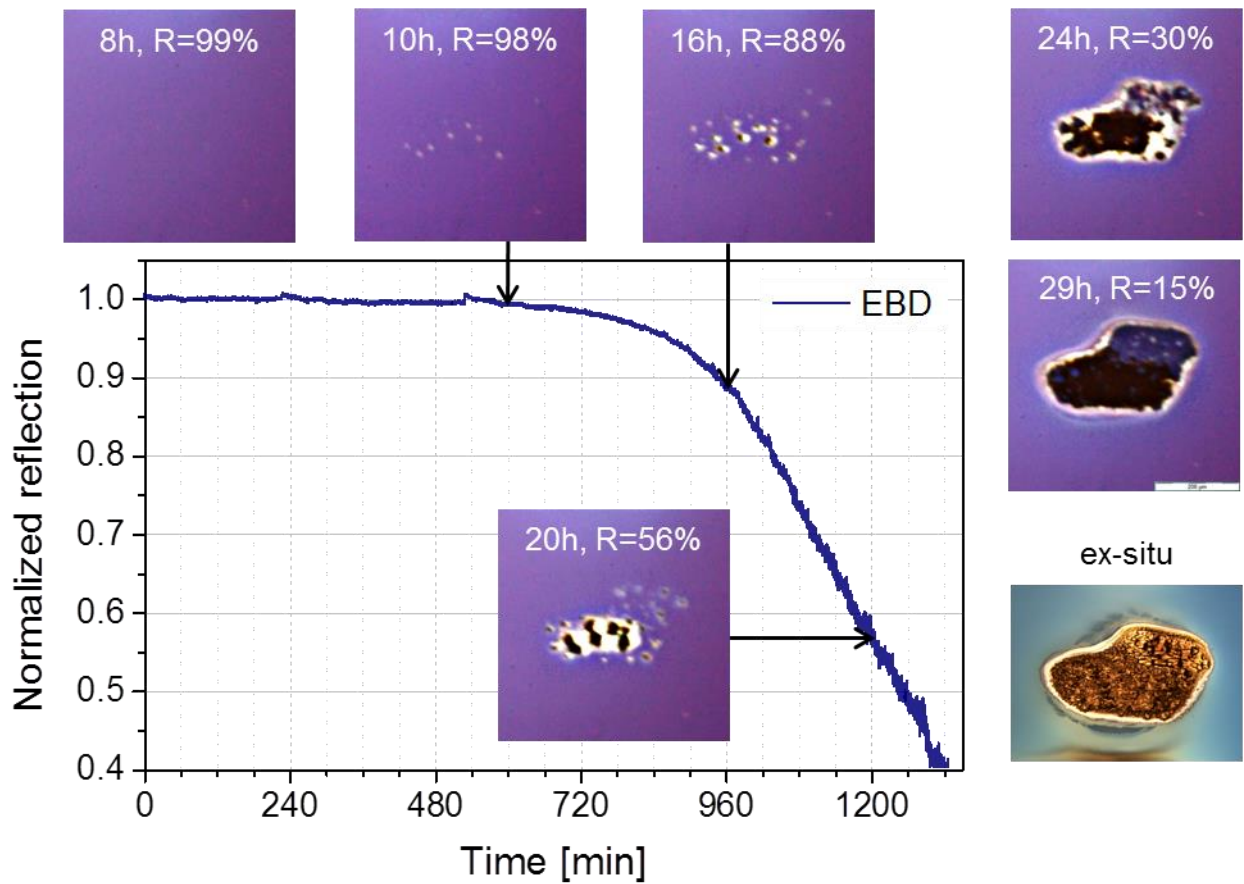 8h, R=99%
10h, R=98%
16h, R=88%
24h, R=30%
29h, R=15%
200 µm
20h, R=56%
ex-situ
EBD
Normalized reflection
1.0
0.9
0.8
0.7
0.6
0.5
0.4
0
240
480
720
960
1200
Time [min]